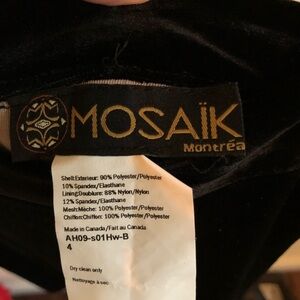 MOSAÏK
Montréa
Shell:Exterieur: 90% Polyester/Polyester
10% Spandex/Elasthane
Lining:Doublure: 88% Nylon/Nylon
12% Spandex/Elasthane
Mesh:Mèche: 100% Polyester/Polyester
Chiffon:Chiffon: 100% Polyester/Polyester
Made in Canada/Fait au Canada
AH09-s01Hw-B
4
Dry clean only
Nettoyage à sec